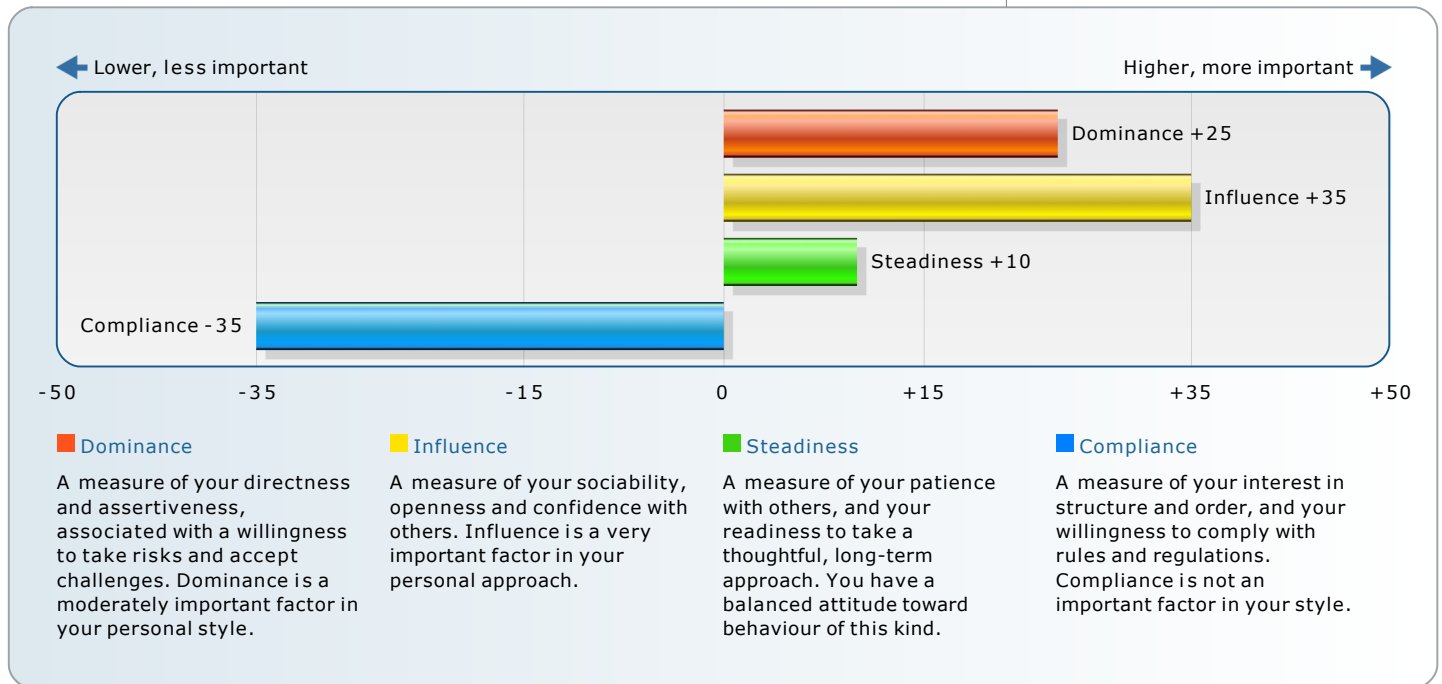 Lower, less important
Higher, more important
Dominance +25
Influence +35
Steadiness +10
Compliance -35
-50
-35
-15
0
+15
+35
+50
Dominance
A measure of your directness
and assertiveness,
associated with a willingness
to take risks and accept
challenges. Dominance is a
moderately important factor in
your personal style.
Influence
A measure of your sociability,
openness and confidence with
others. Influence is a very
important factor in your
personal approach.
Steadiness
A measure of your patience
with others, and your
readiness to take a
thoughtful, long-term
approach. You have a
balanced attitude toward
behaviour of this kind.
Compliance
A measure of your interest in
structure and order, and your
willingness to comply with
rules and regulations.
Compliance is not an
important factor in your style.